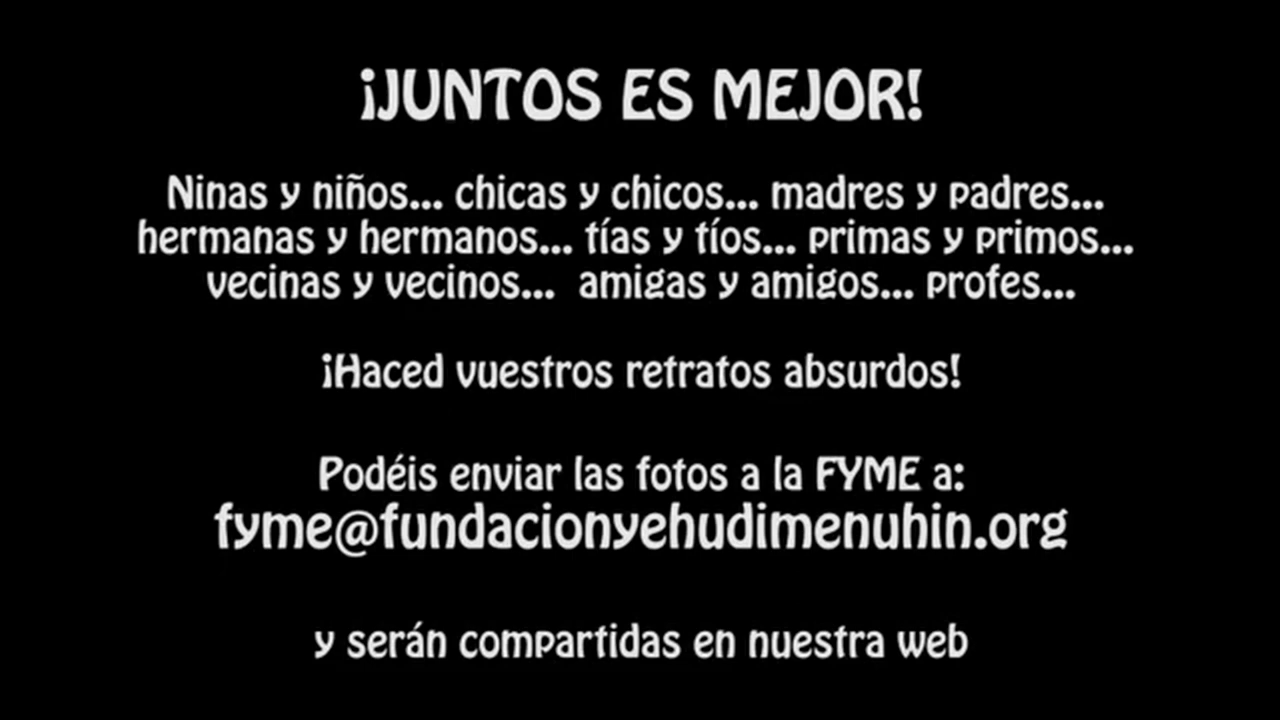 ¡JUNTOS ES MEJOR!
Ninas y niños... chicas y chicos... madres y padres...
hermanas y hermanos... tías y tíos... primas y primos...
vecinas y vecinos... amigas y amigos... profes...
¡Haced vuestros retratos absurdos!
Podéis enviar las fotos a la FYME a:
fyme@fundacionyehudimenuhin.org
y serán compartidas en nuestra web